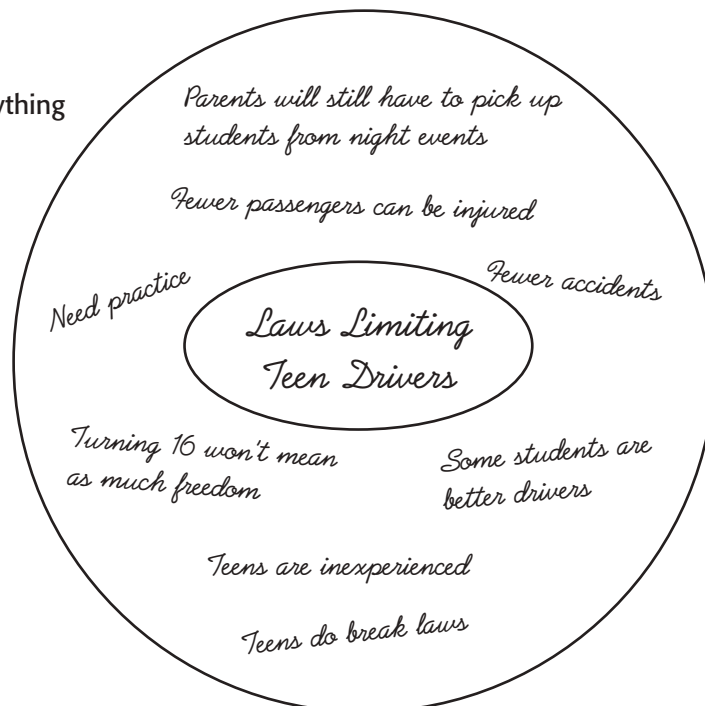 Parents will still have to pick up
students from night events
Fewer passengers can be injured
Need practice
Fewer accidents
Laws Limiting
Teen Drivers
Turning 16 won't mean
as much freedom
Some students are
better drivers
Teens are inexperienced
Teens do break laws